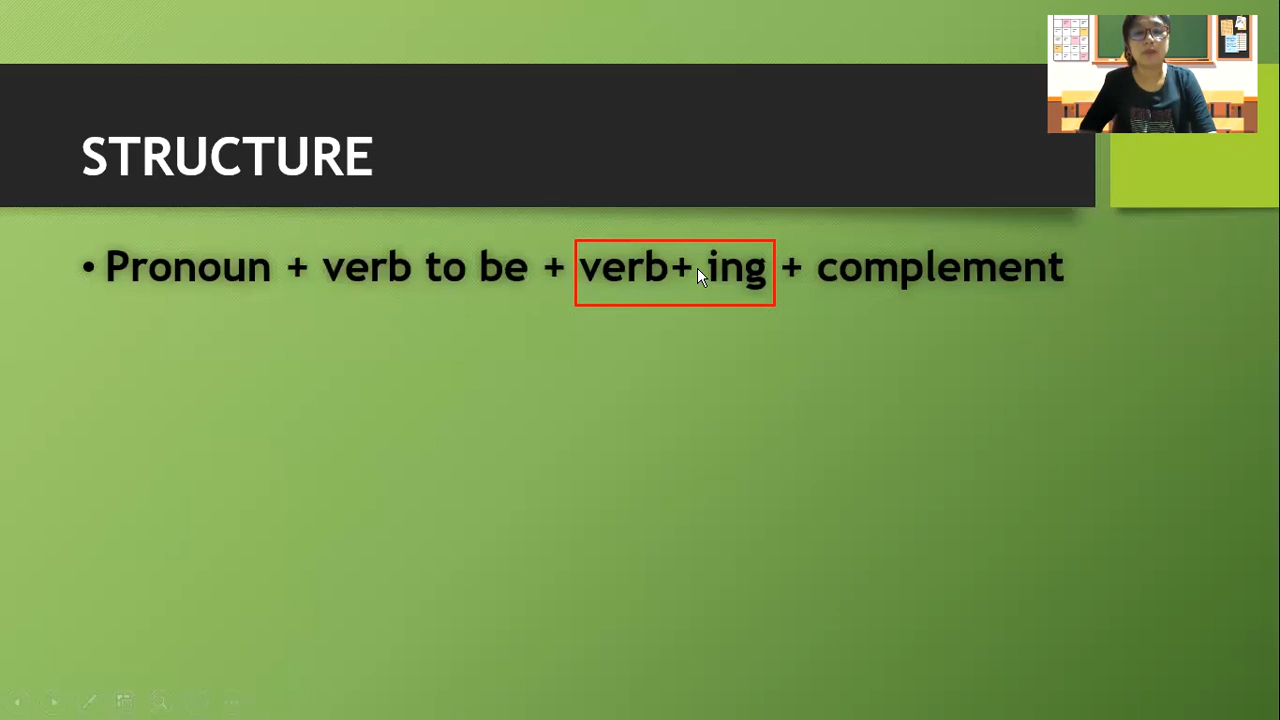 STRUCTURE
• Pronoun + verb to be + verb+ ing + complement